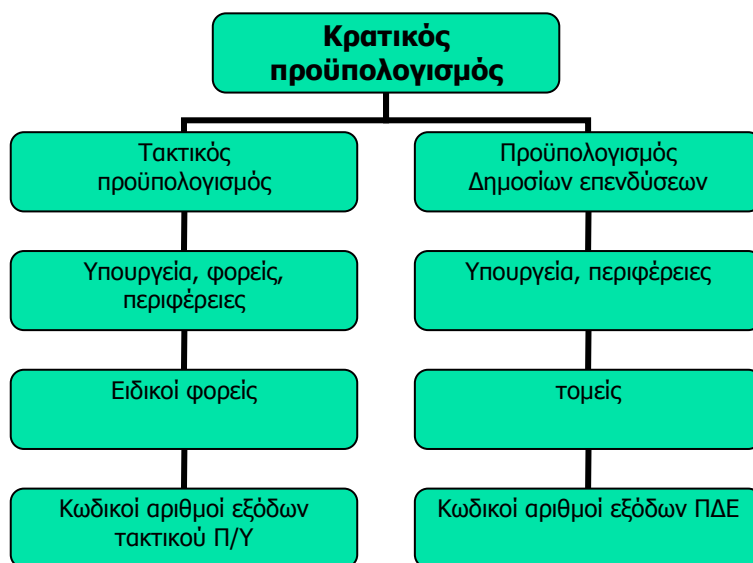 Κρατικός
προϋπολογισμός
Τακτικός
προϋπολογισμός
Προϋπολογισμός
Δημοσίων επενδύσεων
Υπουργεία, φορείς,
περιφέρειες
Υπουργεία, περιφέρειες
Ειδικοί φορείς
τομείς
Κωδικοί αριθμοί εξόδων
τακτικού Π/Υ
Κωδικοί αριθμοί εξόδων ΠΔΕ